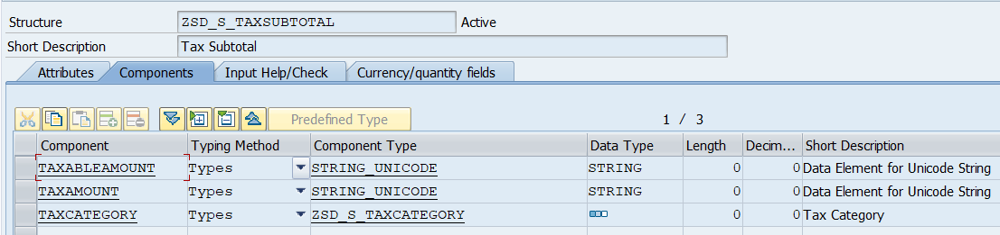 Structure ZSD_S_TAXSUBTOTAL Active
Short Description Tax Subtotal
Attributes Components Input Help/Check Currency/quantity fields
Predefined Type 1 / 3
Component Typing Method Component Type Data Type Length Decim... Short Description
TAXABLEAMOUNT Types STRING_UNICODE STRING 0 0 Data Element for Unicode String
TAXAMOUNT Types STRING_UNICODE STRING 0 0 Data Element for Unicode String
TAXCATEGORY Types ZSD_S_TAXCATEGORY 0 0 Tax Category